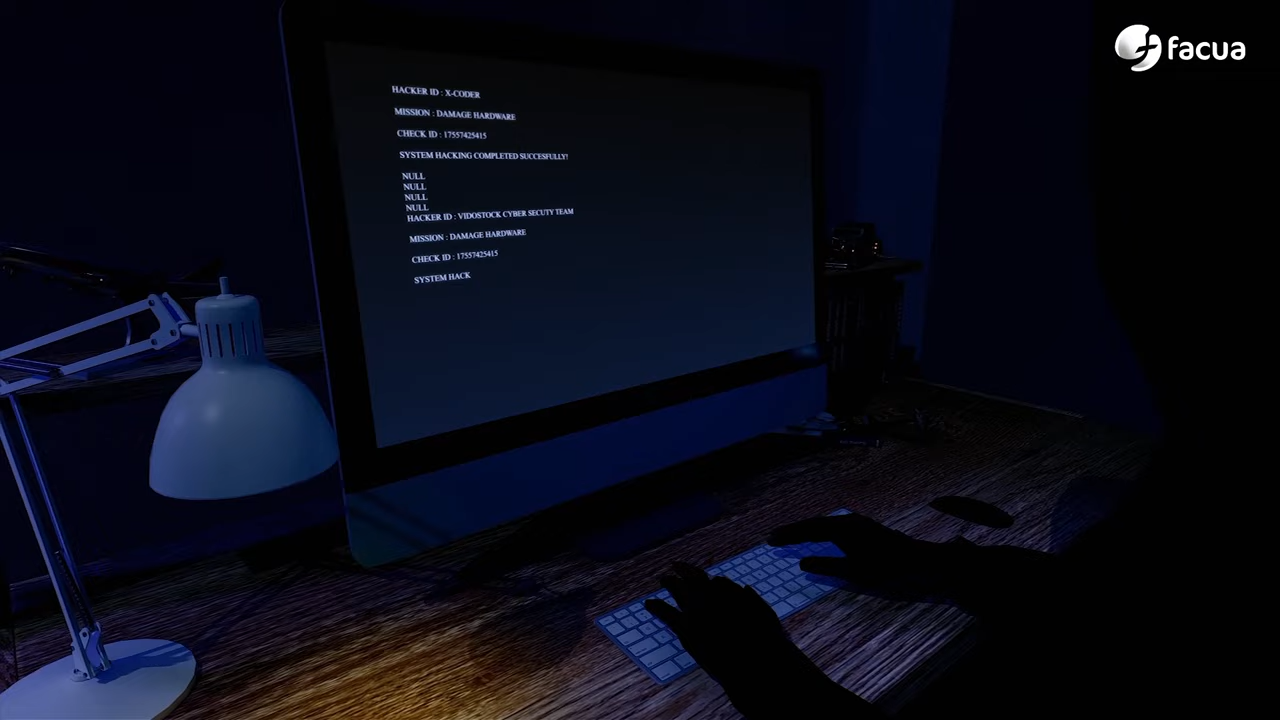 facua
HACKER ID : X-CODER
MISSION : DAMAGE HARDWARE
CHECK ID : 17557425415
SYSTEM HACKING COMPLETED SUCCESFULLY!
NULL
NULL
NULL
NULL
HACKER ID : VIDOSTOCK CYBER SECUTY TEAM
MISSION : DAMAGE HARDWARE
CHECK ID : 17557425415
SYSTEM HACK